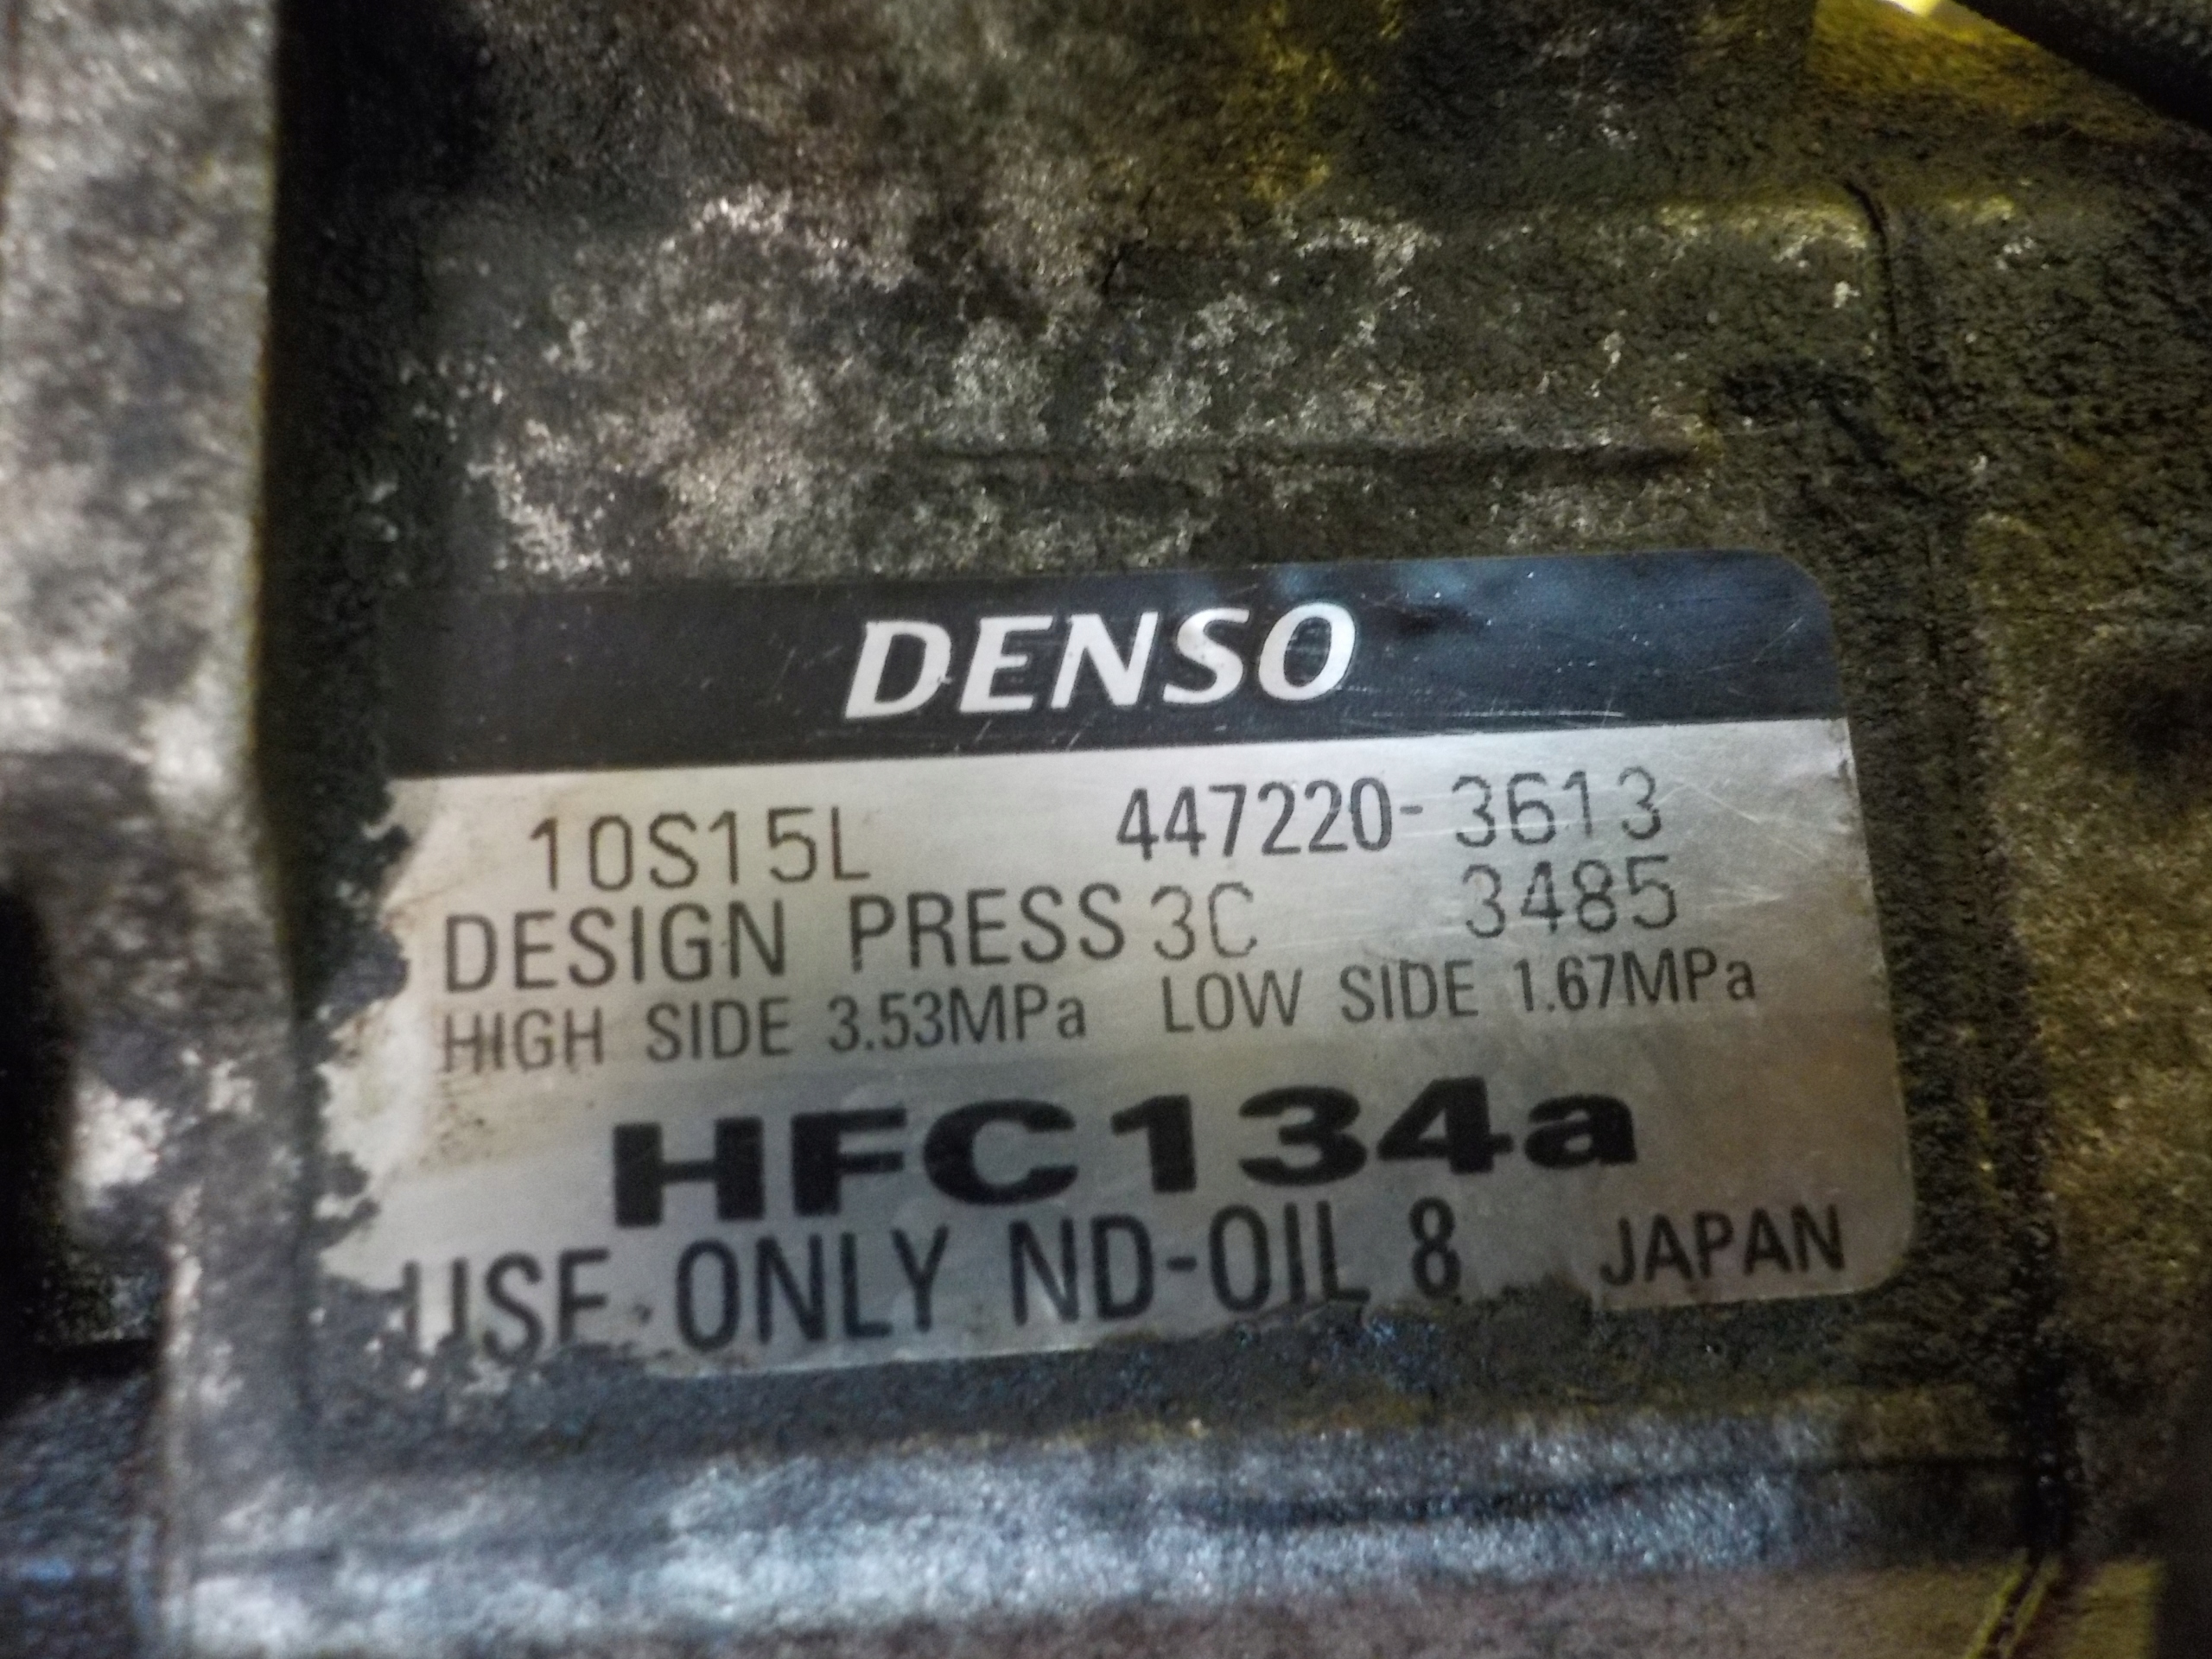 DENSO
10S15L 447220-3613
DESIGN PRESS 3C 3485
HIGH SIDE 3.53MPa LOW SIDE 1.67MPa
HFC134a
USE ONLY ND-OIL 8 JAPAN